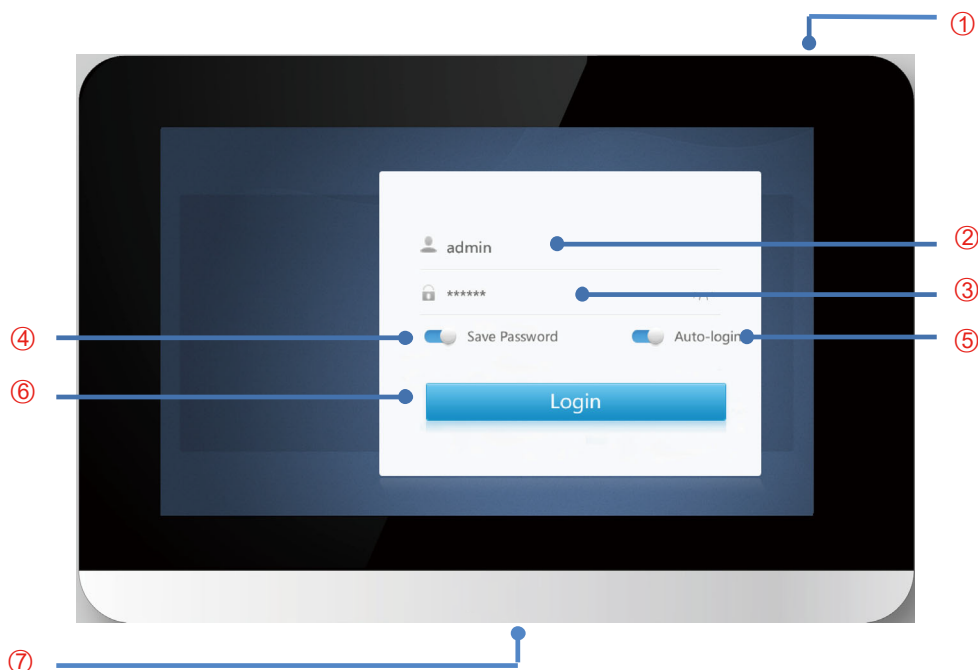 ①
admin ②
****** ③
④ Save Password Auto-login ⑤
⑥ Login
⑦